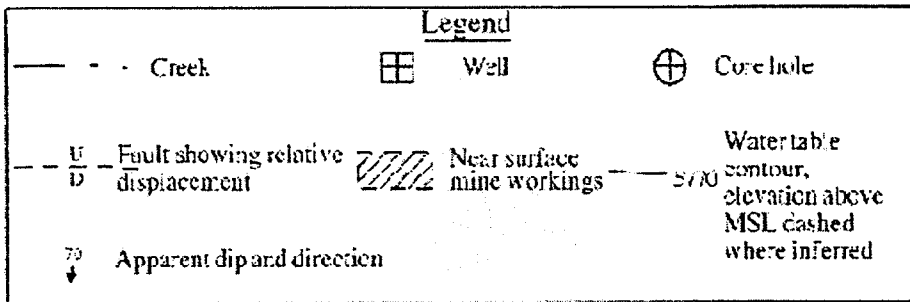 Legend
Creek
Well
Core hole
U
D
Fault showing relative
displacement
Near surface
mine workings
Water table
contour,
elevation above
MSL dashed
where inferred
70
Apparent dip and direction